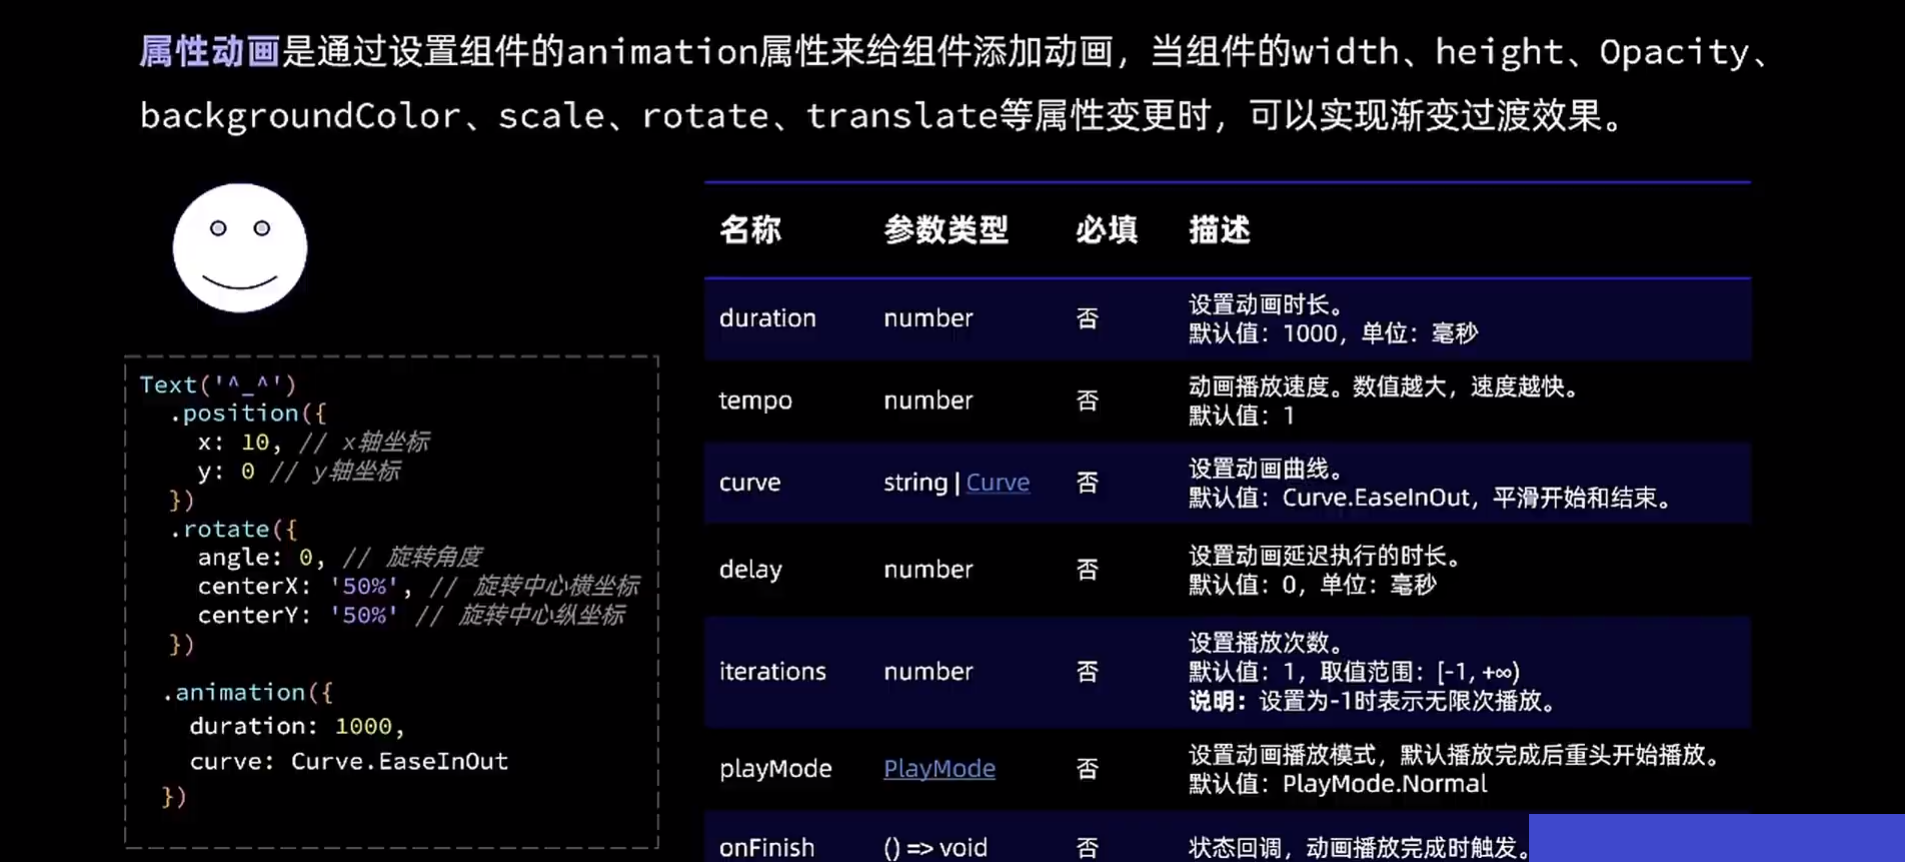 属性动画是通过设置组件的animation属性来给组件添加动画，当组件的width、height、Opacity、
backgroundColor、scale、rotate、translate等属性变更时，可以实现渐变过渡效果。
Text('^_^')
.position({
x: 10, // x轴坐标
y: 0 // y轴坐标
})
.rotate({
angle: 0, // 旋转角度
centerX: '50%', // 旋转中心横坐标
centerY: '50%' // 旋转中心纵坐标
})
.animation({
duration: 1000,
curve: Curve.EaseInOut
})
名称 参数类型 必填 描述
duration number 否 设置动画时长。
默认值：1000，单位：毫秒
tempo number 否 动画播放速度。数值越大，速度越快。
默认值：1
curve string | Curve 否 设置动画曲线。
默认值：Curve.EaseInOut，平滑开始和结束。
delay number 否 设置动画延迟执行的时长。
默认值：0，单位：毫秒
iterations number 否 设置播放次数。
默认值：1，取值范围：[-1, +∞)
说明：设置为-1时表示无限次播放。
playMode PlayMode 否 设置动画播放模式，默认播放完成后重头开始播放。
默认值：PlayMode.Normal
onFinish () => void 否 状态回调，动画播放完成时触发。